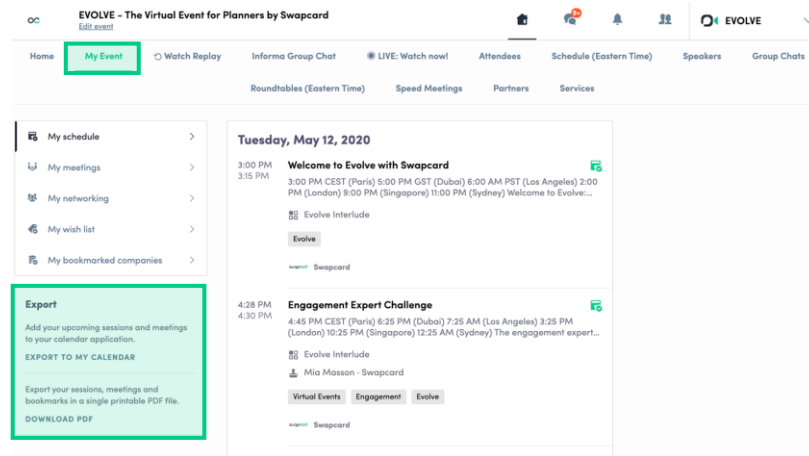 EVOLVE - The Virtual Event for Planners by Swapcard
Edit event
9+
EVOLVE
Home
My Event
Watch Replay
Informa Group Chat
LIVE: Watch now!
Attendees
Schedule (Eastern Time)
Speakers
Group Chats
Roundtables (Eastern Time)
Speed Meetings
Partners
Services
My schedule
My meetings
My networking
My wish list
My bookmarked companies
Export
Add your upcoming sessions and meetings
to your calendar application.
EXPORT TO MY CALENDAR
Export your sessions, meetings and
bookmarks in a single printable PDF file.
DOWNLOAD PDF
Tuesday, May 12, 2020
3:00 PM
3:15 PM
Welcome to Evolve with Swapcard
3:00 PM CEST (Paris) 5:00 PM GST (Dubai) 6:00 AM PST (Los Angeles) 2:00
PM (London) 9:00 PM (Singapore) 11:00 PM (Sydney) Welcome to Evolve:...
Evolve Interlude
Evolve
swapcard Swapcard
4:28 PM
4:30 PM
Engagement Expert Challenge
4:45 PM CEST (Paris) 6:25 PM (Dubai) 7:25 AM (Los Angeles) 3:25 PM
(London) 10:25 PM (Singapore) 12:25 AM (Sydney) The engagement expert...
Evolve Interlude
Mia Masson - Swapcard
Virtual Events
Engagement
Evolve
swapcard Swapcard